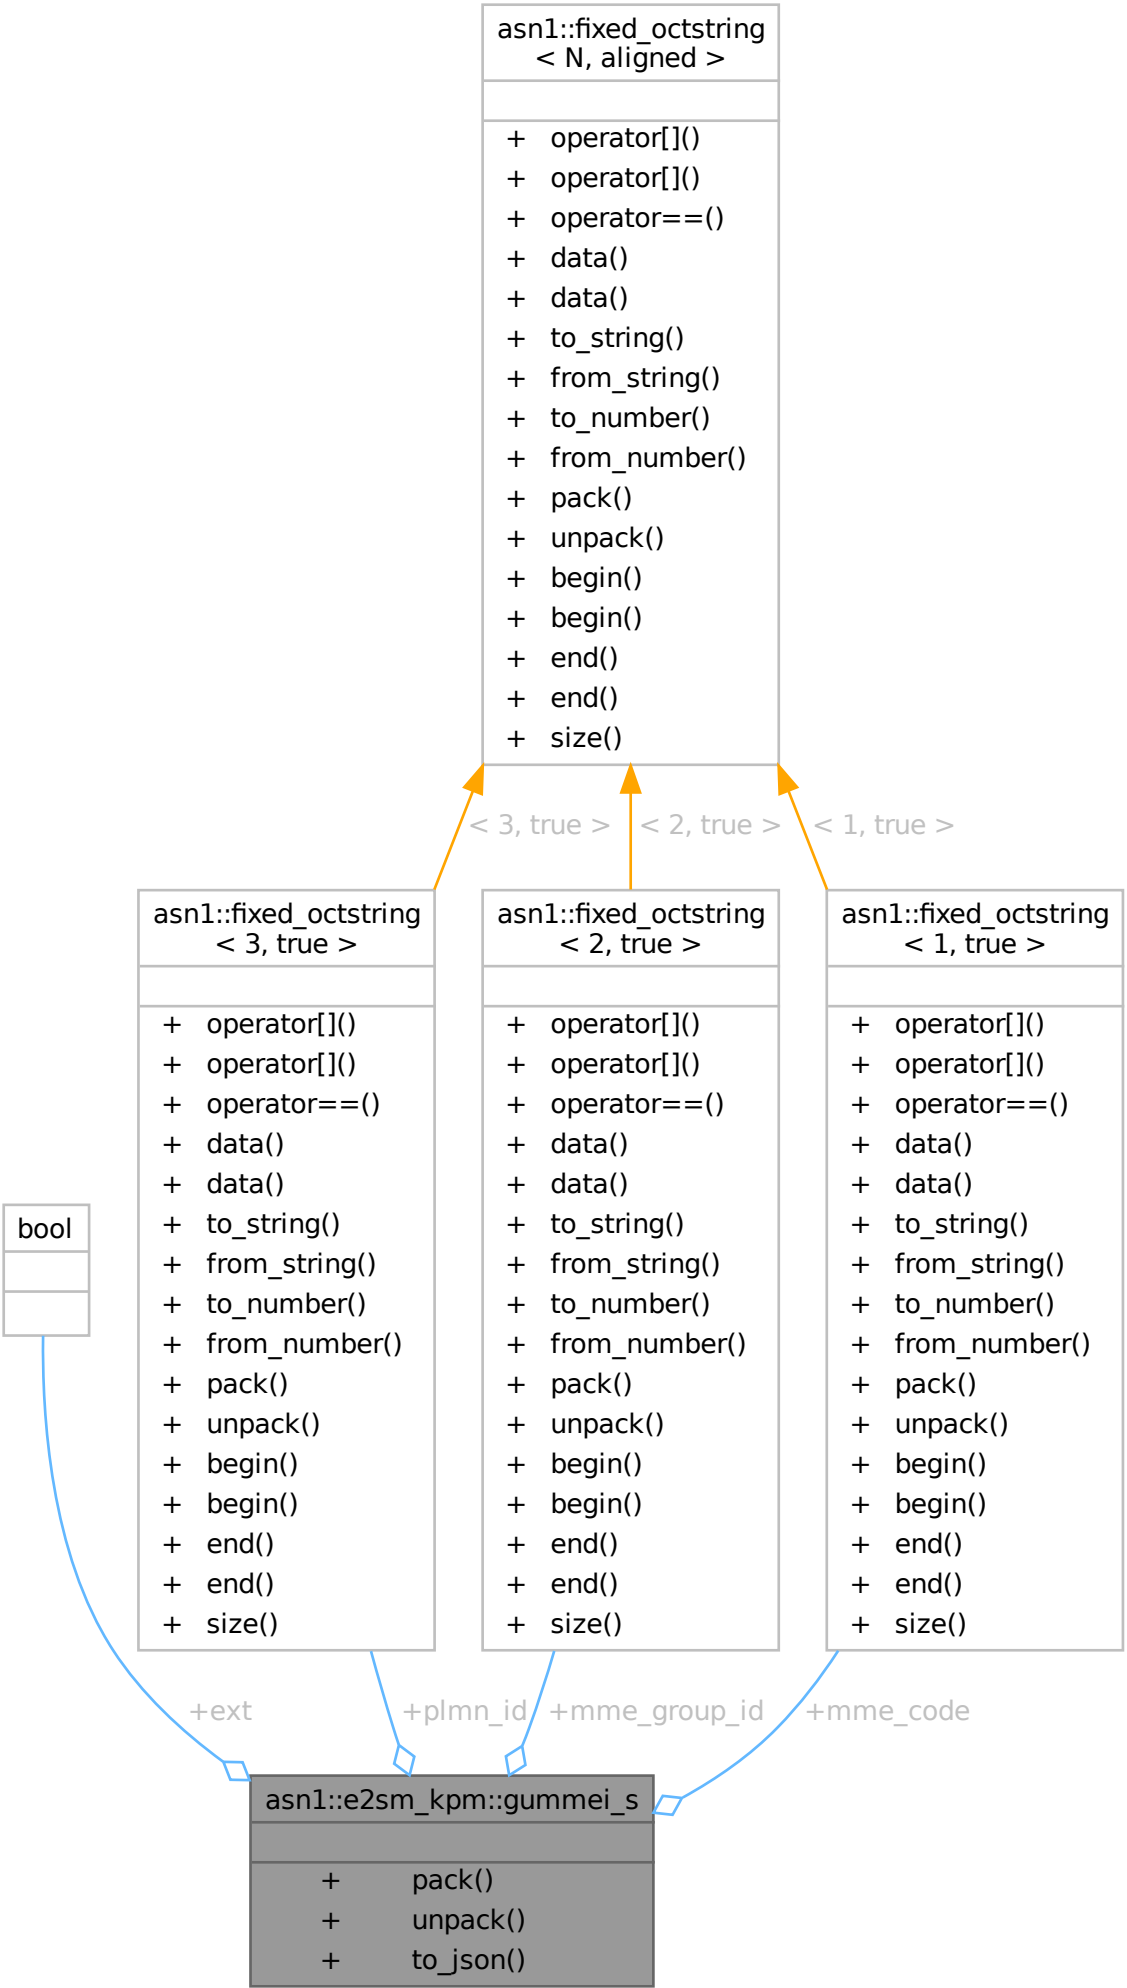 asn1::fixed_octstring
< N, aligned >
+ operator[]()
+ operator[]()
+ operator==()
+ data()
+ data()
+ to_string()
+ from_string()
+ to_number()
+ from_number()
+ pack()
+ unpack()
+ begin()
+ begin()
+ end()
+ end()
+ size()
< 3, true >
< 2, true >
< 1, true >
asn1::fixed_octstring
< 3, true >
+ operator[]()
+ operator[]()
+ operator==()
+ data()
+ data()
+ to_string()
+ from_string()
+ to_number()
+ from_number()
+ pack()
+ unpack()
+ begin()
+ begin()
+ end()
+ end()
+ size()
asn1::fixed_octstring
< 2, true >
+ operator[]()
+ operator[]()
+ operator==()
+ data()
+ data()
+ to_string()
+ from_string()
+ to_number()
+ from_number()
+ pack()
+ unpack()
+ begin()
+ begin()
+ end()
+ end()
+ size()
asn1::fixed_octstring
< 1, true >
+ operator[]()
+ operator[]()
+ operator==()
+ data()
+ data()
+ to_string()
+ from_string()
+ to_number()
+ from_number()
+ pack()
+ unpack()
+ begin()
+ begin()
+ end()
+ end()
+ size()
bool
+ext
+plmn_id
+mme_group_id
+mme_code
asn1::e2sm_kpm::gummei_s
+ pack()
+ unpack()
+ to_json()